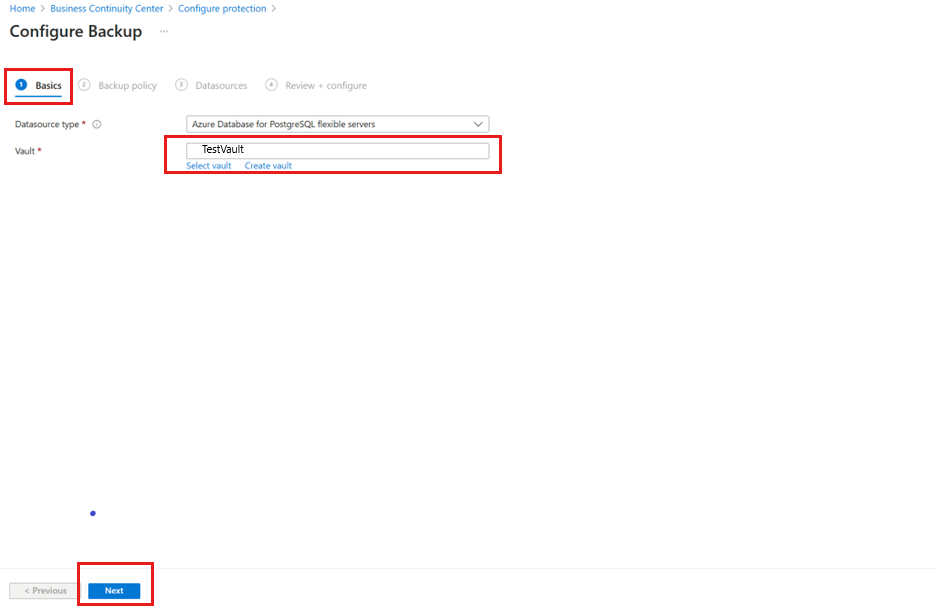 Home > Business Continuity Center > Configure protection >
Configure Backup ...
1 Basics 2 Backup policy 3 Datasources 4 Review + configure
Datasource type * Azure Database for PostgreSQL flexible servers
Vault * TestVault
Select vault Create vault
< Previous Next